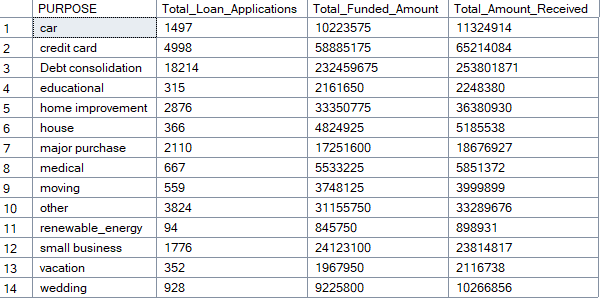 PURPOSE Total_Loan_Applications Total_Funded_Amount Total_Amount_Received
1 car 1497 10223575 11324914
2 credit card 4998 58885175 65214084
3 Debt consolidation 18214 232459675 253801871
4 educational 315 2161650 2248380
5 home improvement 2876 33350775 36380930
6 house 366 4824925 5185538
7 major purchase 2110 17251600 18676927
8 medical 667 5533225 5851372
9 moving 559 3748125 3999899
10 other 3824 31155750 33289676
11 renewable_energy 94 845750 898931
12 small business 1776 24123100 23814817
13 vacation 352 1967950 2116738
14 wedding 928 9225800 10266856